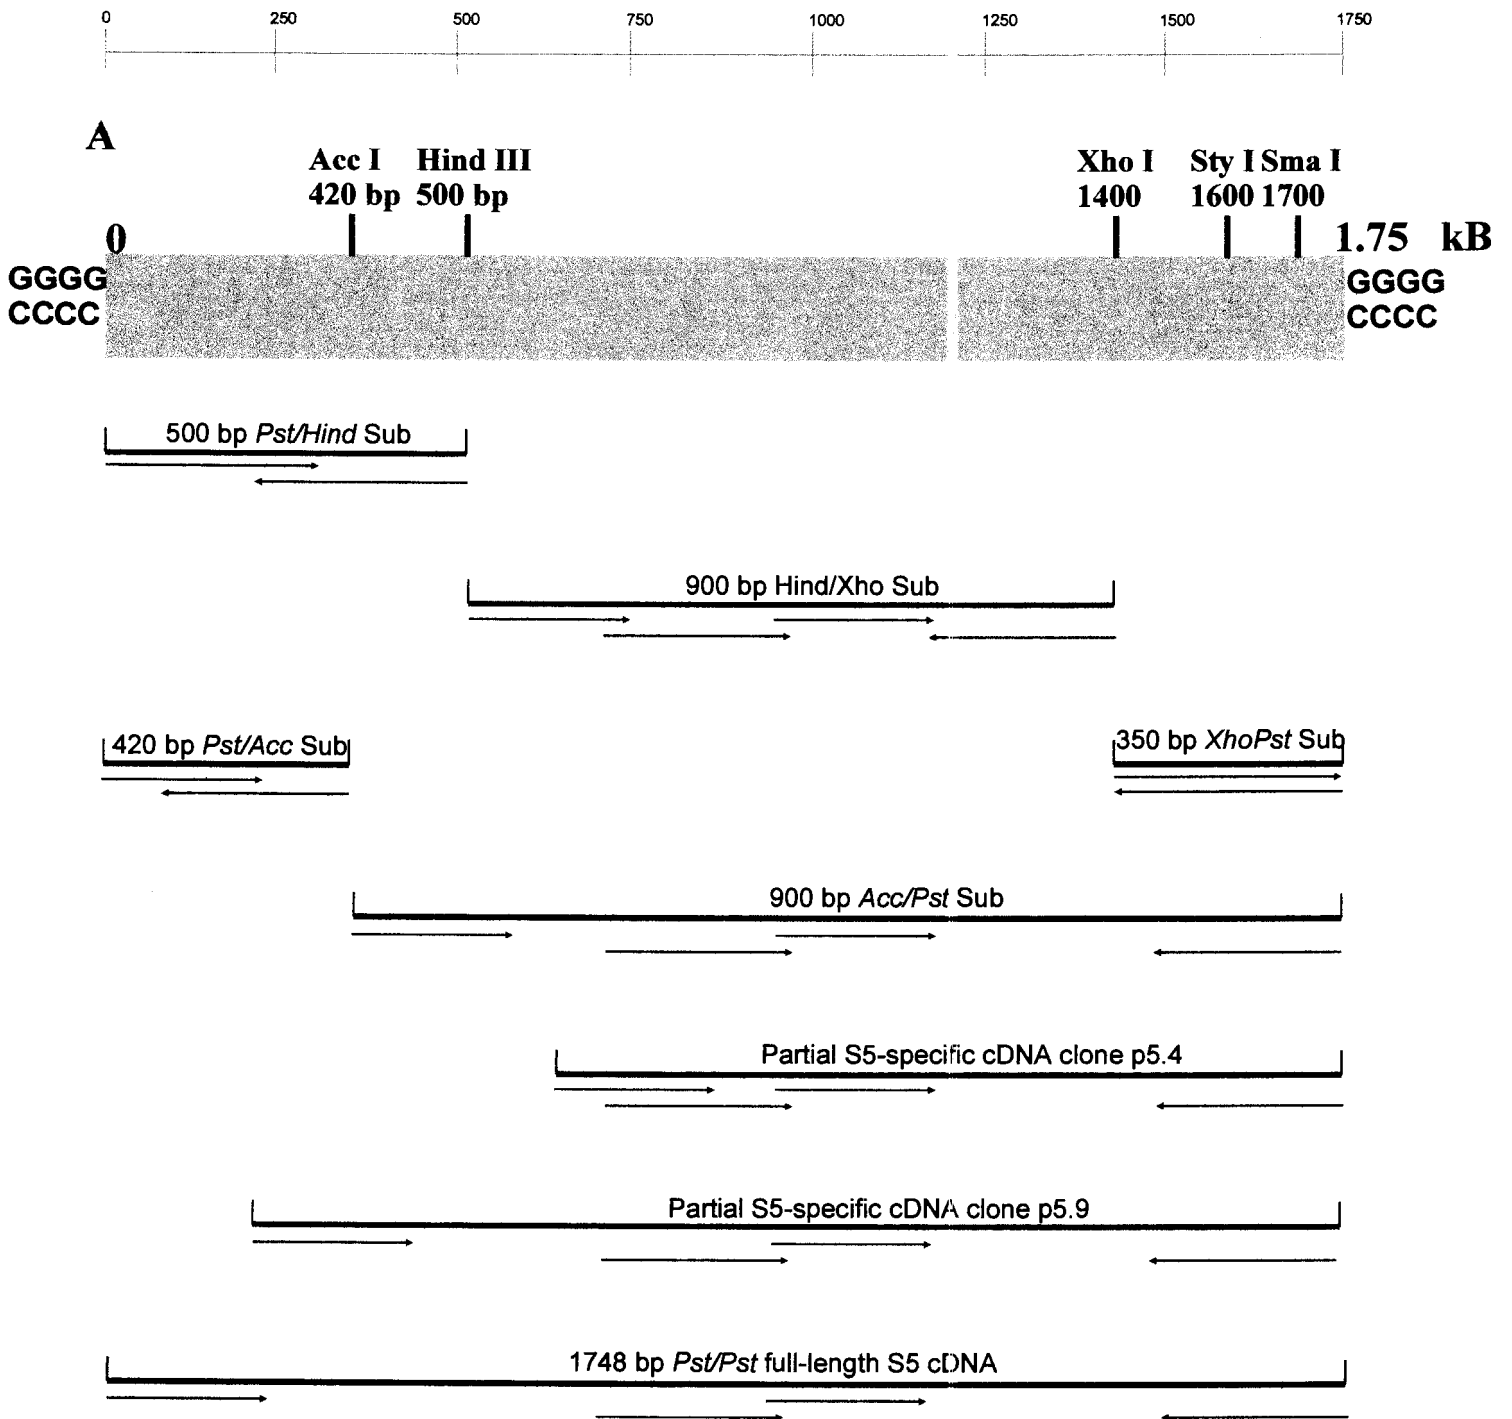 0 250 500 750 1000 1250 1500 1750
A
Acc I Hind III Xho I Sty I Sma I
420 bp 500 bp 1400 1600 1700
0 1.75 kB
GGGG GGGG
CCCC CCCC
500 bp Pst/Hind Sub
900 bp Hind/Xho Sub
420 bp Pst/Acc Sub 350 bp XhoPst Sub
900 bp Acc/Pst Sub
Partial S5-specific cDNA clone p5.4
Partial S5-specific cDNA clone p5.9
1748 bp Pst/Pst full-length S5 cDNA